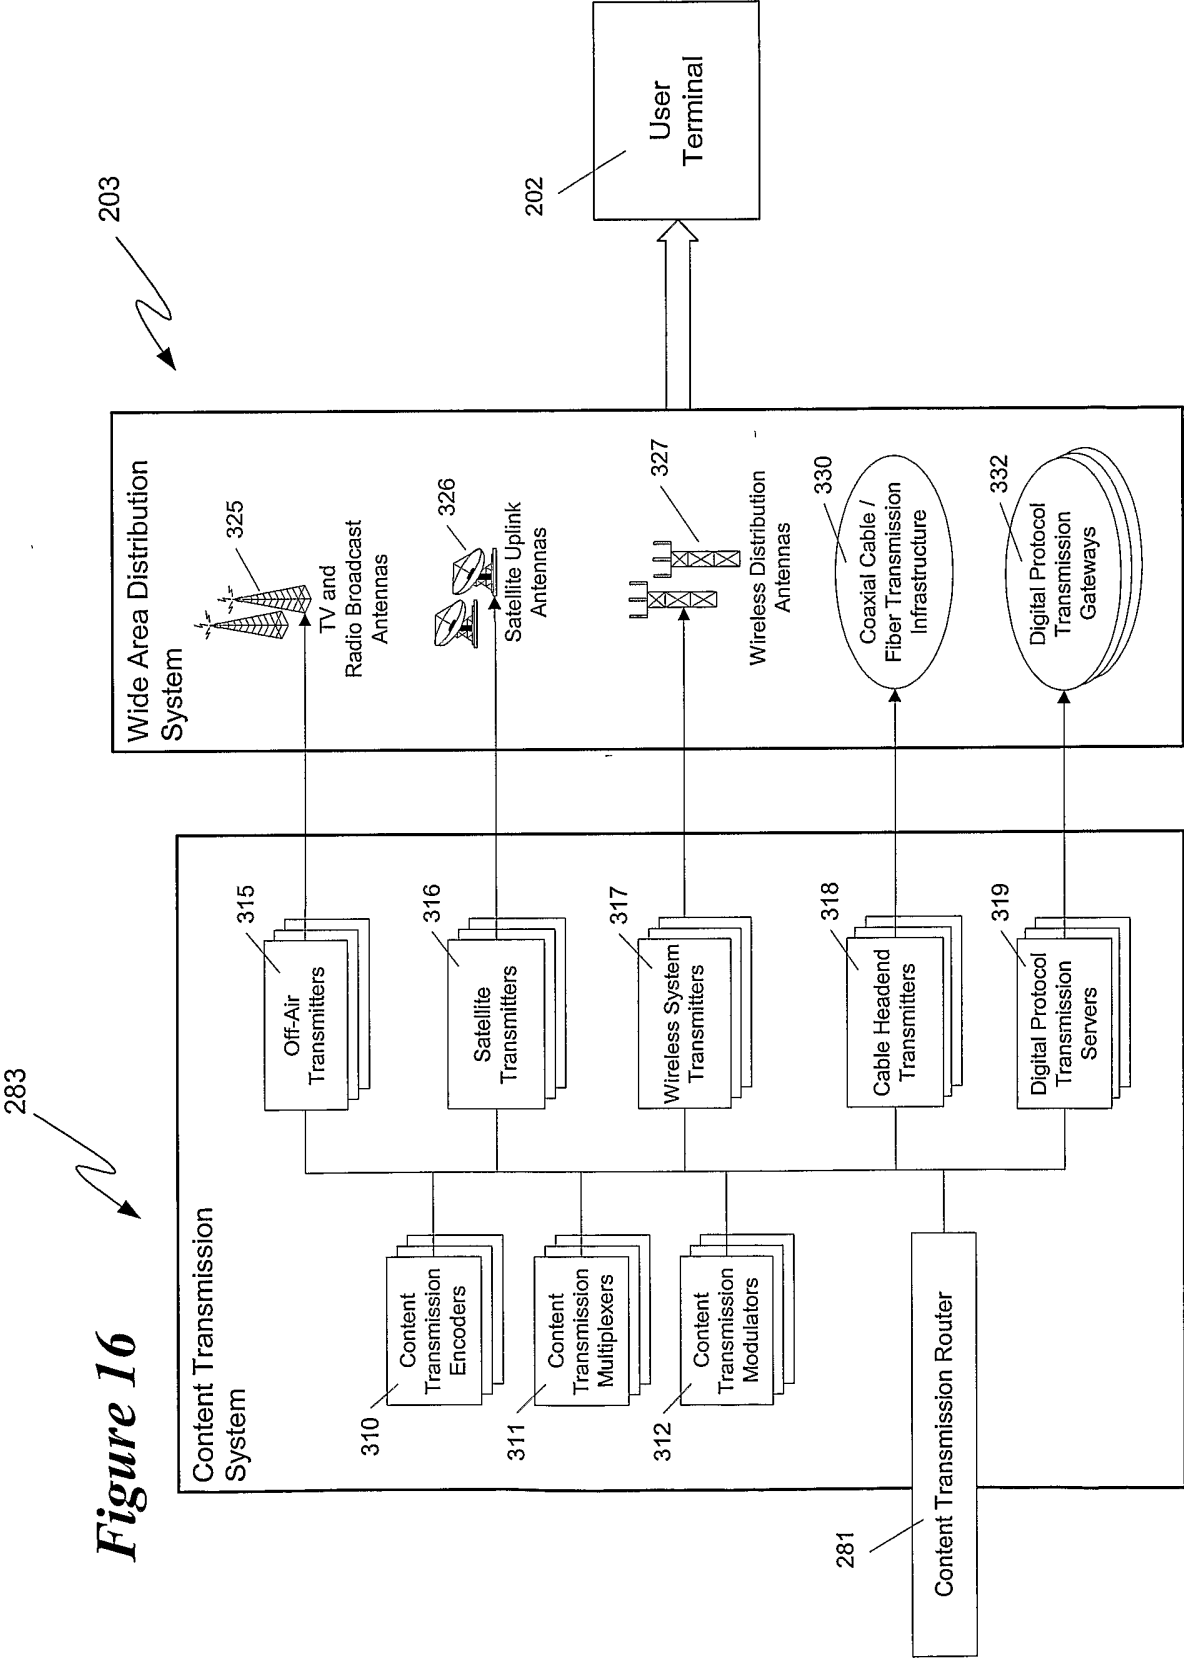 Figure 16
283
203
Content Transmission
System
310
Content
Transmission
Encoders
311
Content
Transmission
Multiplexers
312
Content
Transmission
Modulators
281
Content Transmission Router
315
Off-Air
Transmitters
316
Satellite
Transmitters
317
Wireless System
Transmitters
318
Cable Headend
Transmitters
319
Digital Protocol
Transmission
Servers
Wide Area Distribution
System
325
TV and
Radio Broadcast
Antennas
326
Satellite Uplink
Antennas
327
Wireless Distribution
Antennas
330
Coaxial Cable /
Fiber Transmission
Infrastructure
332
Digital Protocol
Transmission
Gateways
202
User
Terminal